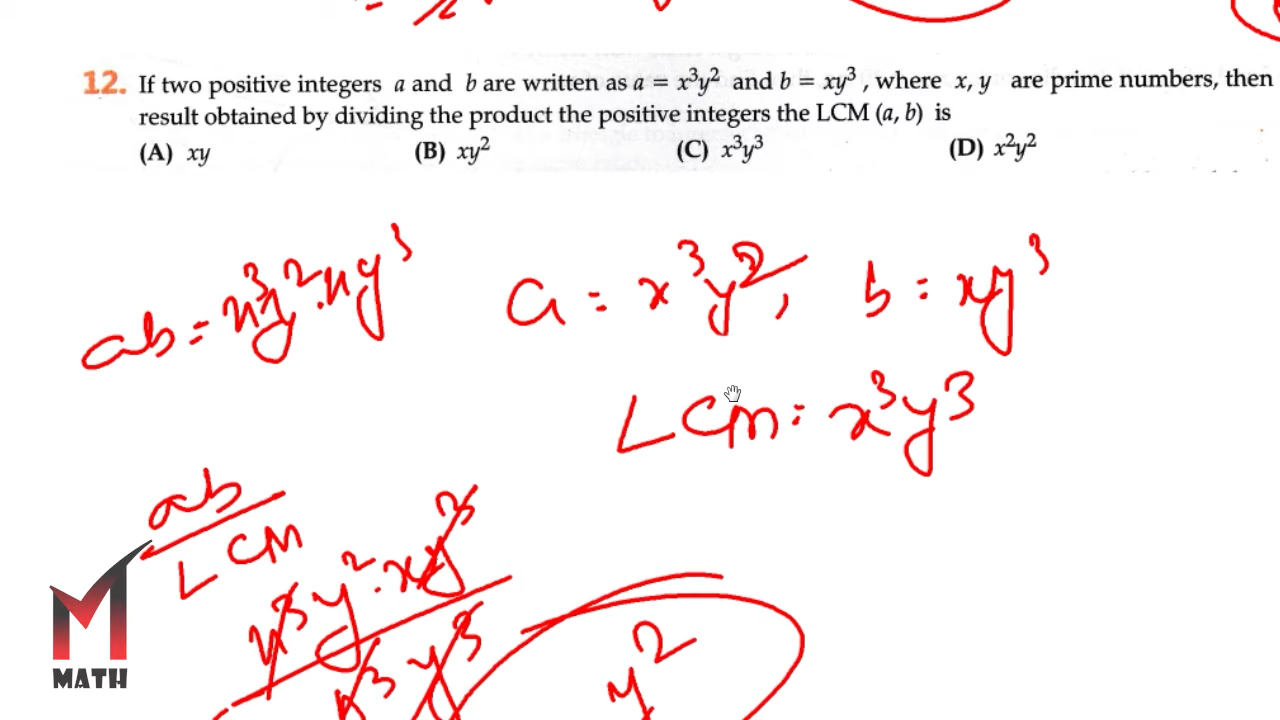 12. If two positive integers a and b are written as a = x³y² and b = xy³, where x, y are prime numbers, then
result obtained by dividing the product the positive integers the LCM (a, b) is
(A) xy (B) xy² (C) x³y³ (D) x²y²
ab = x³y².xy³ a = x³y², b = xy³
LCM = x³y³
ab
LCM
x³y².xy³
x³y³
y²
MATH